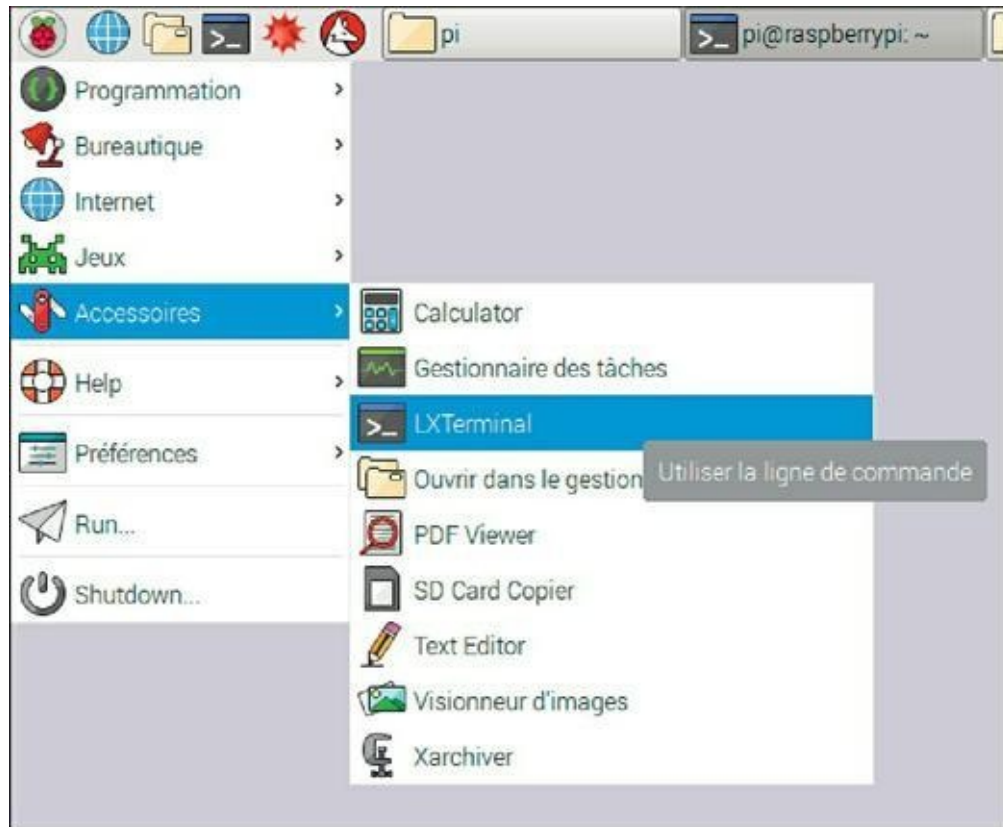 pi
pi@raspberrypi: ~
Programmation
Bureautique
Internet
Jeux
Accessoires
Help
Préférences
Run...
Shutdown...
Calculator
Gestionnaire des tâches
LXTerminal
Utiliser la ligne de commande
Ouvrir dans le gestion
PDF Viewer
SD Card Copier
Text Editor
Visionneur d'images
Xarchiver